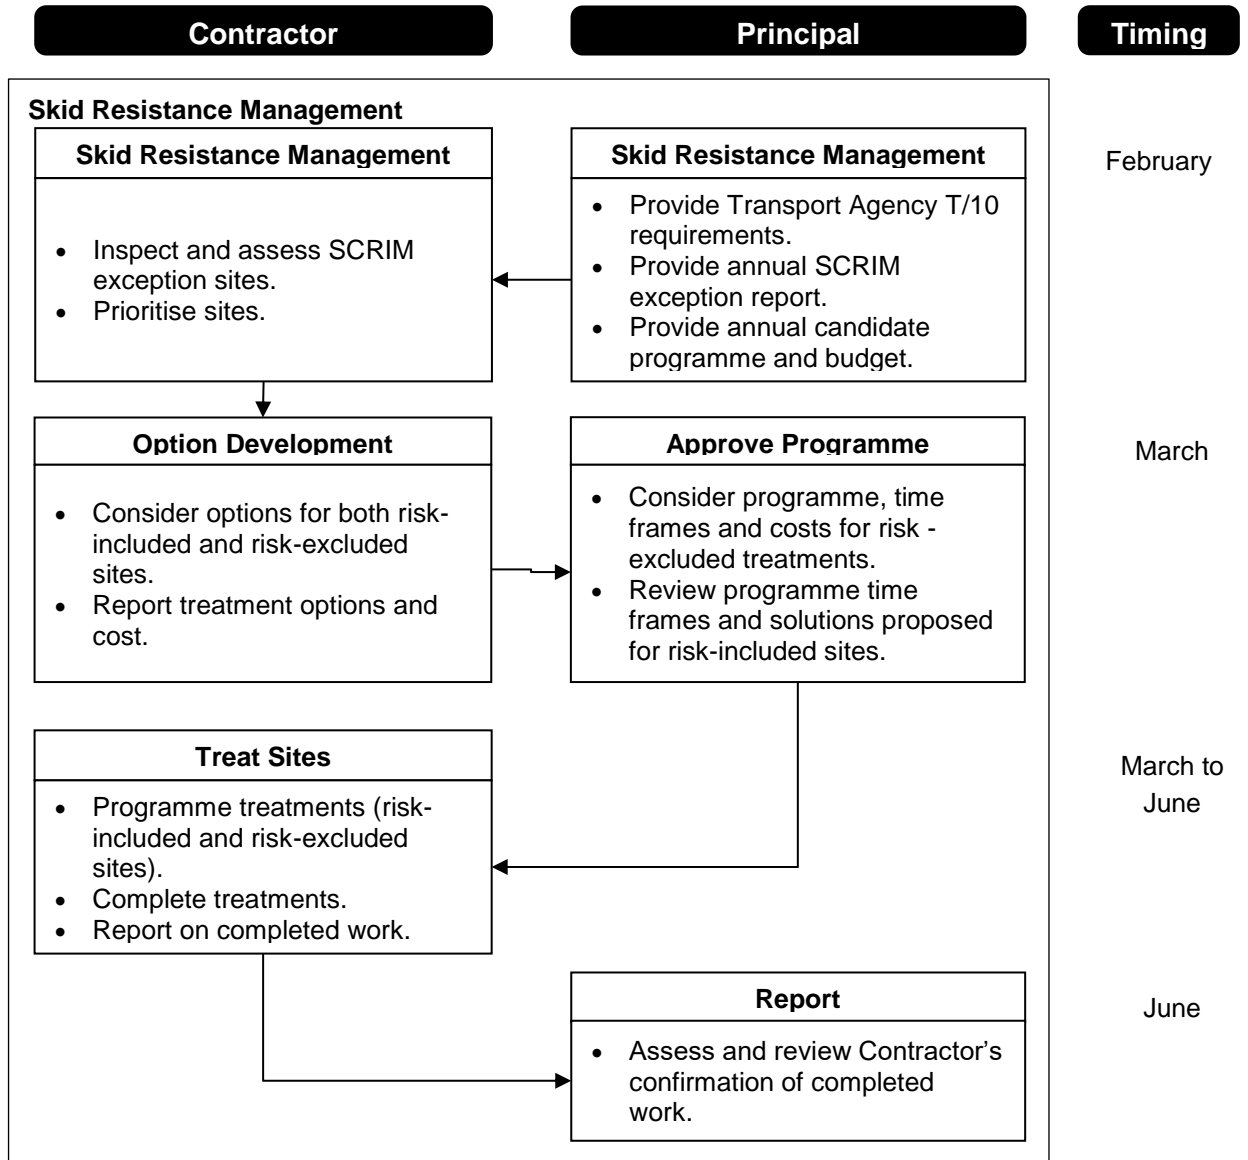 Contractor
Principal
Timing
Skid Resistance Management
Skid Resistance Management
• Inspect and assess SCRIM
exception sites.
• Prioritise sites.
Skid Resistance Management
• Provide Transport Agency T/10
requirements.
• Provide annual SCRIM
exception report.
• Provide annual candidate
programme and budget.
February
Option Development
• Consider options for both risk-
included and risk-excluded
sites.
• Report treatment options and
cost.
Approve Programme
• Consider programme, time
frames and costs for risk -
excluded treatments.
• Review programme time
frames and solutions proposed
for risk-included sites.
March
Treat Sites
• Programme treatments (risk-
included and risk-excluded
sites).
• Complete treatments.
• Report on completed work.
March to
June
Report
• Assess and review Contractor’s
confirmation of completed
work.
June